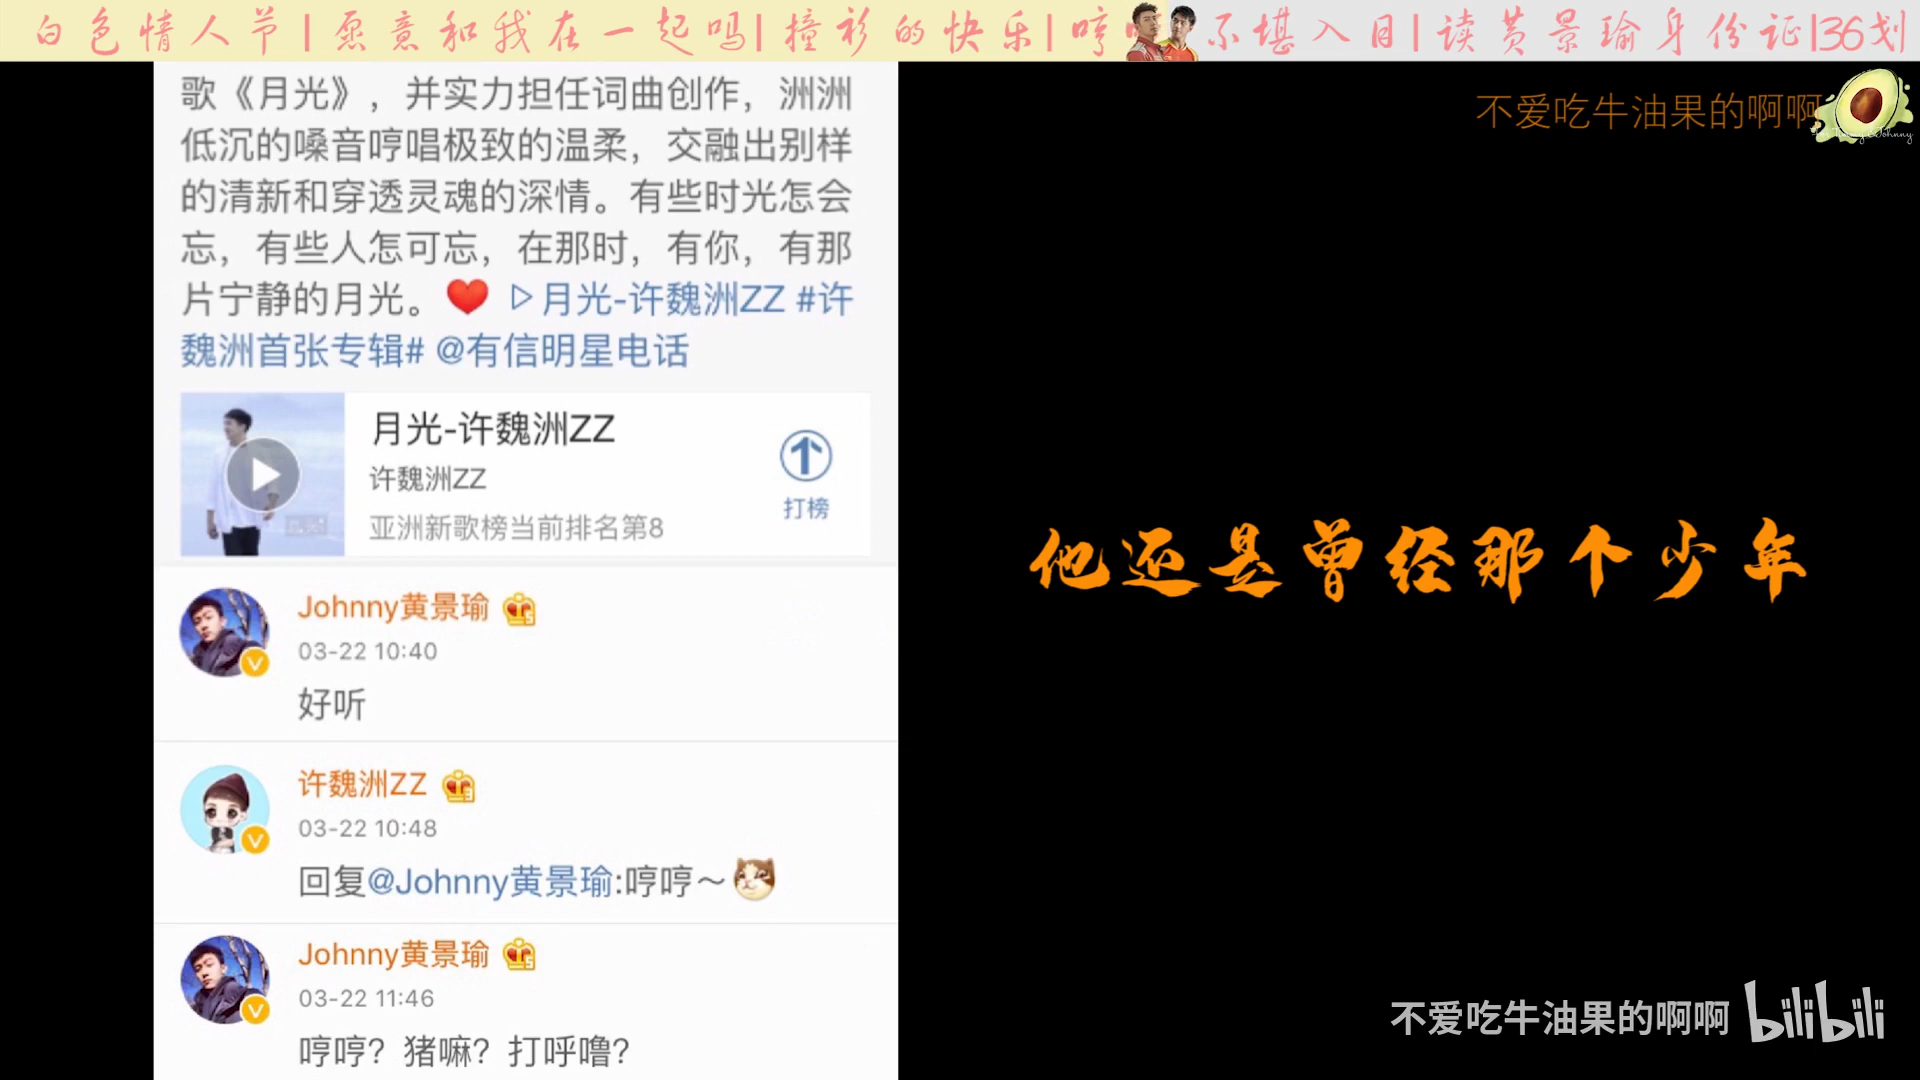 白色情人节|愿意和我在一起吗|撞衫的快乐|哼 不堪入目|读黄景瑜身份证|36划
不爱吃牛油果的啊啊
歌《月光》，并实力担任词曲创作，洲洲
低沉的嗓音哼唱极致的温柔，交融出别样
的清新和穿透灵魂的深情。有些时光怎会
忘，有些人怎可忘，在那时，有你，有那
片宁静的月光。❤ ▷月光-许魏洲ZZ #许
魏洲首张专辑# @有信明星电话
月光-许魏洲ZZ
许魏洲ZZ
亚洲新歌榜当前排名第8
打榜
Johnny黄景瑜
03-22 10:40
好听
许魏洲ZZ
03-22 10:48
回复@Johnny黄景瑜:哼哼～
Johnny黄景瑜
03-22 11:46
哼哼？猪嘛？打呼噜？
他还是曾经那个少年
不爱吃牛油果的啊啊 bilibili